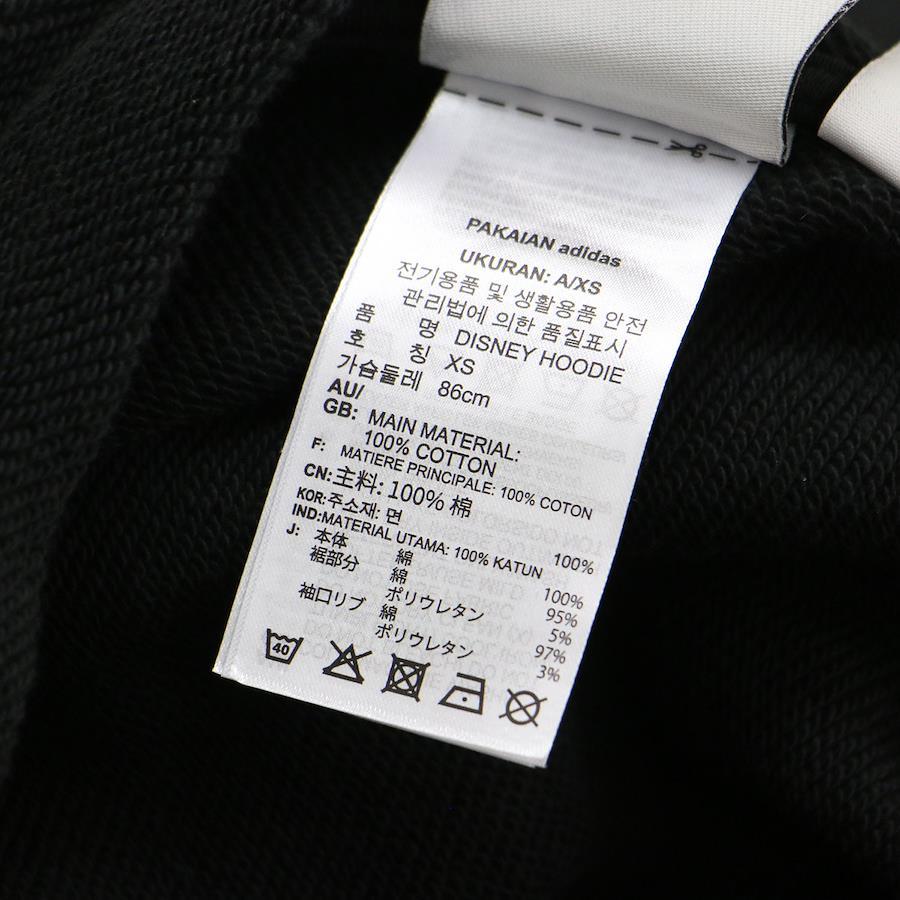 PAKAIAN adidas
UKURAN: A/XS
전기용품 및 생활용품 안전
관리법에 의한 품질표시
품 명 DISNEY HOODIE
호 칭 XS
가슴둘레 86cm
AU/
GB: MAIN MATERIAL:
100% COTTON
F: MATIERE PRINCIPALE: 100% COTON
CN: 主料: 100% 棉
KOR: 주소재: 면 100%
IND: MATERIAL UTAMA: 100% KATUN
J: 本体 綿 100%
裾部分 綿 95%
ポリウレタン 5%
袖口リブ 綿 97%
ポリウレタン 3%
40